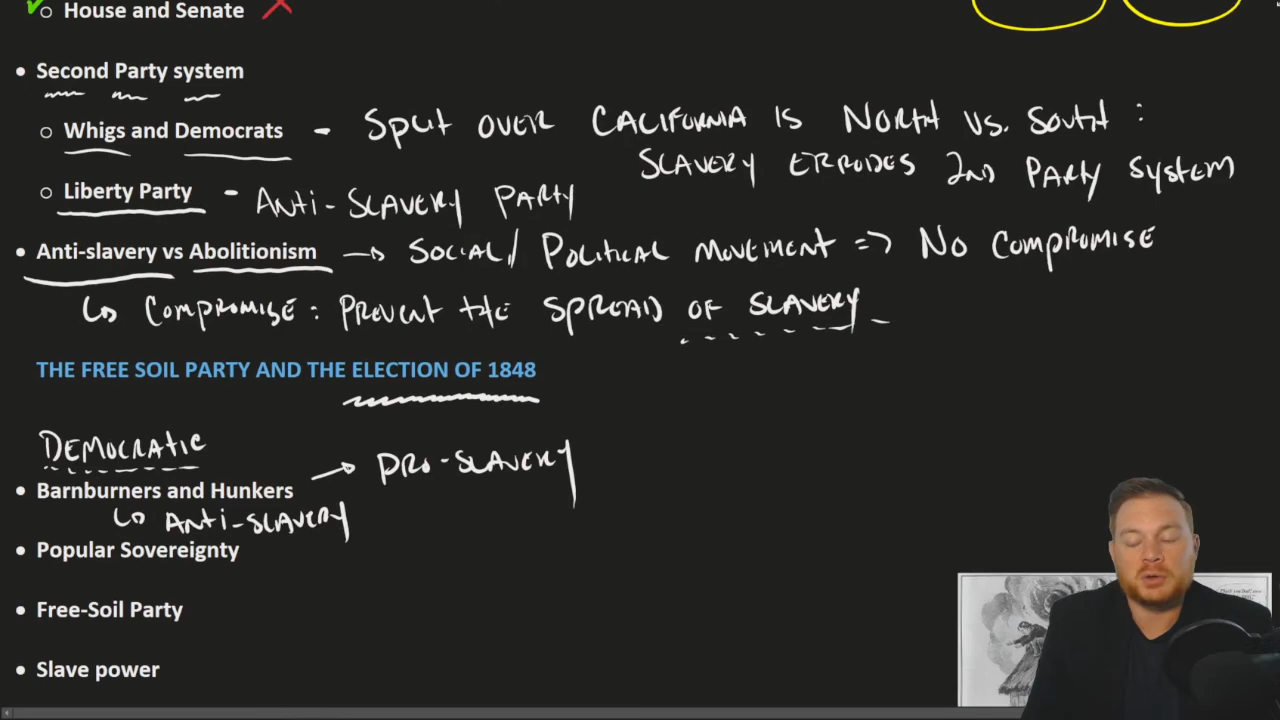 House and Senate
Second Party system
Whigs and Democrats - Split over California is North vs. South :
Slavery Errodes 2nd Party System
Liberty Party - Anti-Slavery Party
Anti-slavery vs Abolitionism → Social/Political Movement => No Compromise
↳ Compromise: Prevent the spread of slavery
THE FREE SOIL PARTY AND THE ELECTION OF 1848
Democratic
Barnburners and Hunkers → Pro-slavery
↳ Anti-slavery
Popular Sovereignty
Free-Soil Party
Slave power